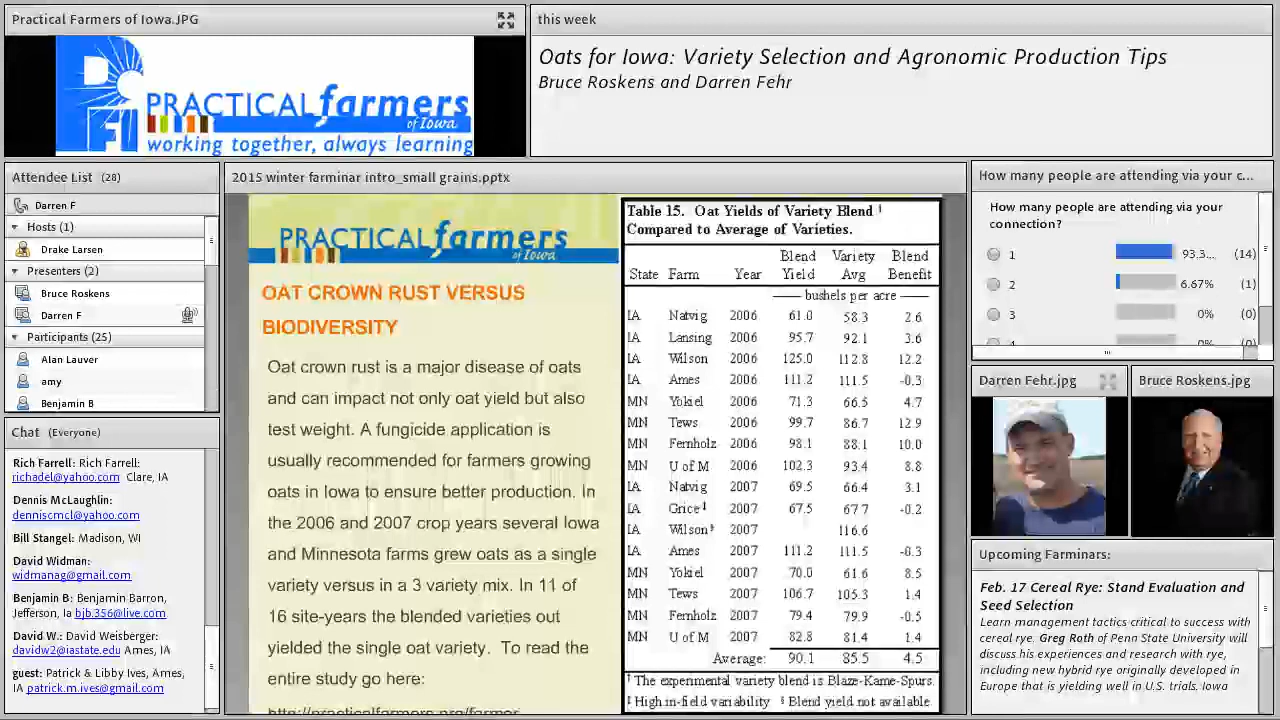 Practical Farmers of Iowa.JPG
PRACTICAL farmers
of Iowa
working together, always learning
this week
Oats for Iowa: Variety Selection and Agronomic Production Tips
Bruce Roskens and Darren Fehr
Attendee List (28)
Darren F
Hosts (1)
Drake Larsen
Presenters (2)
Bruce Roskens
Darren F
Participants (25)
Alan Lauver
amy
Benjamin B
Chat (Everyone)
Rich Farrell: Rich Farrell:
richadel@yahoo.com Clare, IA
Dennis McLaughlin:
denniscmcl@yahoo.com
Bill Stangel: Madison, WI
David Widman:
widmanag@gmail.com
Benjamin B: Benjamin Barron,
Jefferson, Ia bjb.356@live.com
David W.: David Weisberger:
davidw2@iastate.edu Ames, IA
guest: Patrick & Libby Ives, Ames,
IA patrick.m.ives@gmail.com
2015 winter farminar intro_small grains.pptx
PRACTICAL farmers
of Iowa
OAT CROWN RUST VERSUS
BIODIVERSITY
Oat crown rust is a major disease of oats
and can impact not only oat yield but also
test weight. A fungicide application is
usually recommended for farmers growing
oats in Iowa to ensure better production. In
the 2006 and 2007 crop years several Iowa
and Minnesota farms grew oats as a single
variety versus in a 3 variety mix. In 11 of
16 site-years the blended varieties out
yielded the single oat variety. To read the
entire study go here:
http://practicalfarmers.org/farmer-
Table 15. Oat Yields of Variety Blend †
Compared to Average of Varieties.
Blend Variety Blend
State Farm Year Yield Avg Benefit
bushels per acre
IA Natvig 2006 61.0 58.3 2.6
IA Lansing 2006 95.7 92.1 3.6
IA Wilson 2006 125.0 112.8 12.2
IA Ames 2006 111.2 111.5 -0.3
MN Yokiel 2006 71.3 66.5 4.7
MN Tews 2006 99.7 86.7 12.9
MN Fernholz 2006 98.1 88.1 10.0
MN U of M 2006 102.3 93.4 8.8
IA Natvig 2007 69.5 66.4 3.1
IA Grice‡ 2007 67.5 67.7 -0.2
IA Wilson§ 2007 116.6
IA Ames 2007 111.2 111.5 -0.3
MN Yokiel 2007 70.0 61.6 8.5
MN Tews 2007 106.7 105.3 1.4
MN Fernholz 2007 79.4 79.9 -0.5
MN U of M 2007 82.8 81.4 1.4
Average: 90.1 85.5 4.5
† The expermental variety blend is Blaze-Kame-Spurs.
‡ High in-field variability § Blend yield not available
How many people are attending via your c...
How many people are attending via your
connection?
1 93.3... (14)
2 6.67% (1)
3 0% (0)
4 0% (0)
Darren Fehr.jpg
Bruce Roskens.jpg
Upcoming Farminars:
Feb. 17 Cereal Rye: Stand Evaluation and
Seed Selection
Learn management tactics critical to success with
cereal rye. Greg Roth of Penn State University will
discuss his experiences and research with rye,
including new hybrid rye originally developed in
Europe that is yielding well in U.S. trials. Iowa